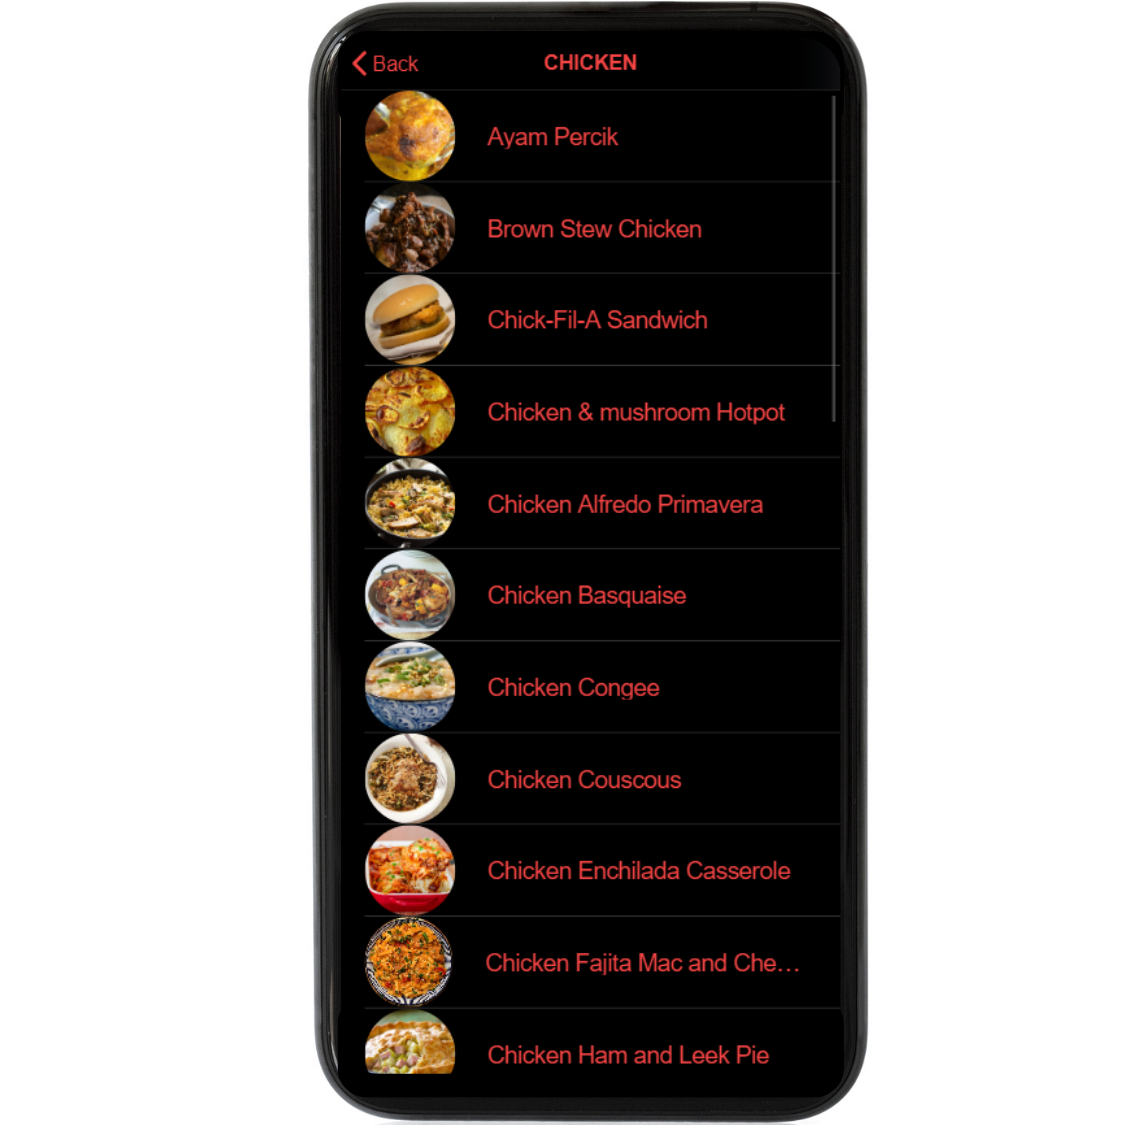 Back
CHICKEN
Ayam Percik
Brown Stew Chicken
Chick-Fil-A Sandwich
Chicken & mushroom Hotpot
Chicken Alfredo Primavera
Chicken Basquaise
Chicken Congee
Chicken Couscous
Chicken Enchilada Casserole
Chicken Fajita Mac and Che...
Chicken Ham and Leek Pie